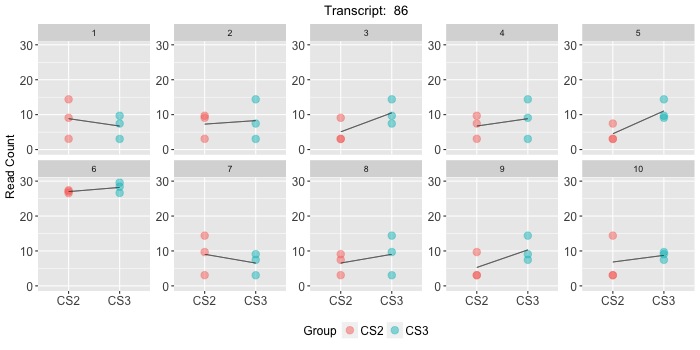 Transcript: 86
1 2 3 4 5
30
20
10
0
Read Count
6 7 8 9 10
30
20
10
0
CS2 CS3 CS2 CS3 CS2 CS3 CS2 CS3 CS2 CS3
Group CS2 CS3